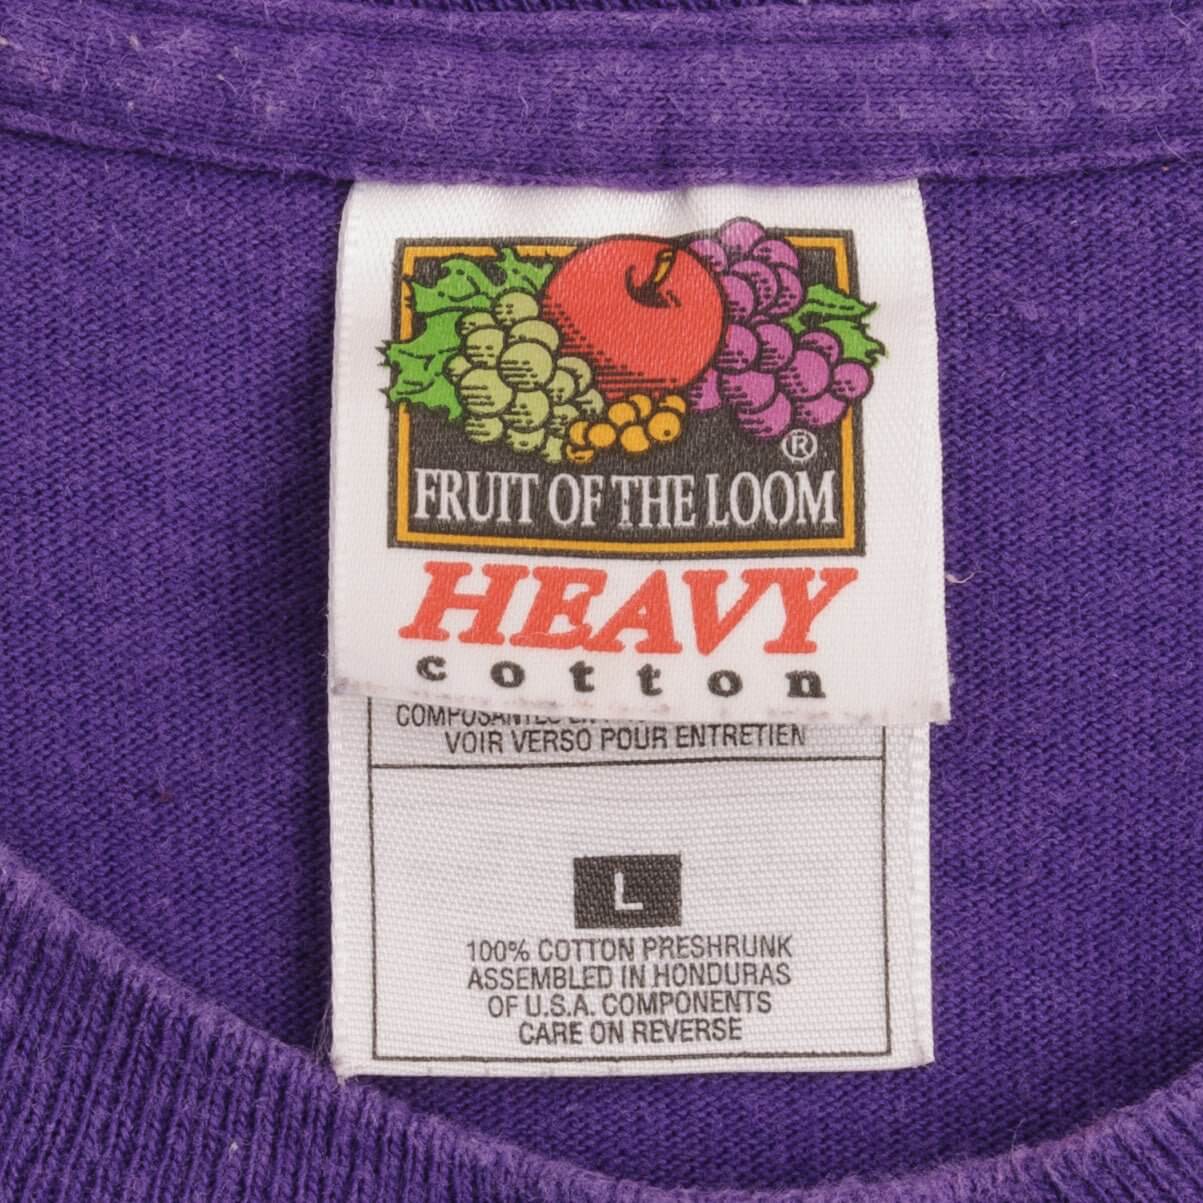 ®
FRUIT OF THE LOOM
HEAVY
cotton
VOIR VERSO POUR ENTRETIEN
L
100% COTTON PRESHRUNK
ASSEMBLED IN HONDURAS
OF U.S.A. COMPONENTS
CARE ON REVERSE